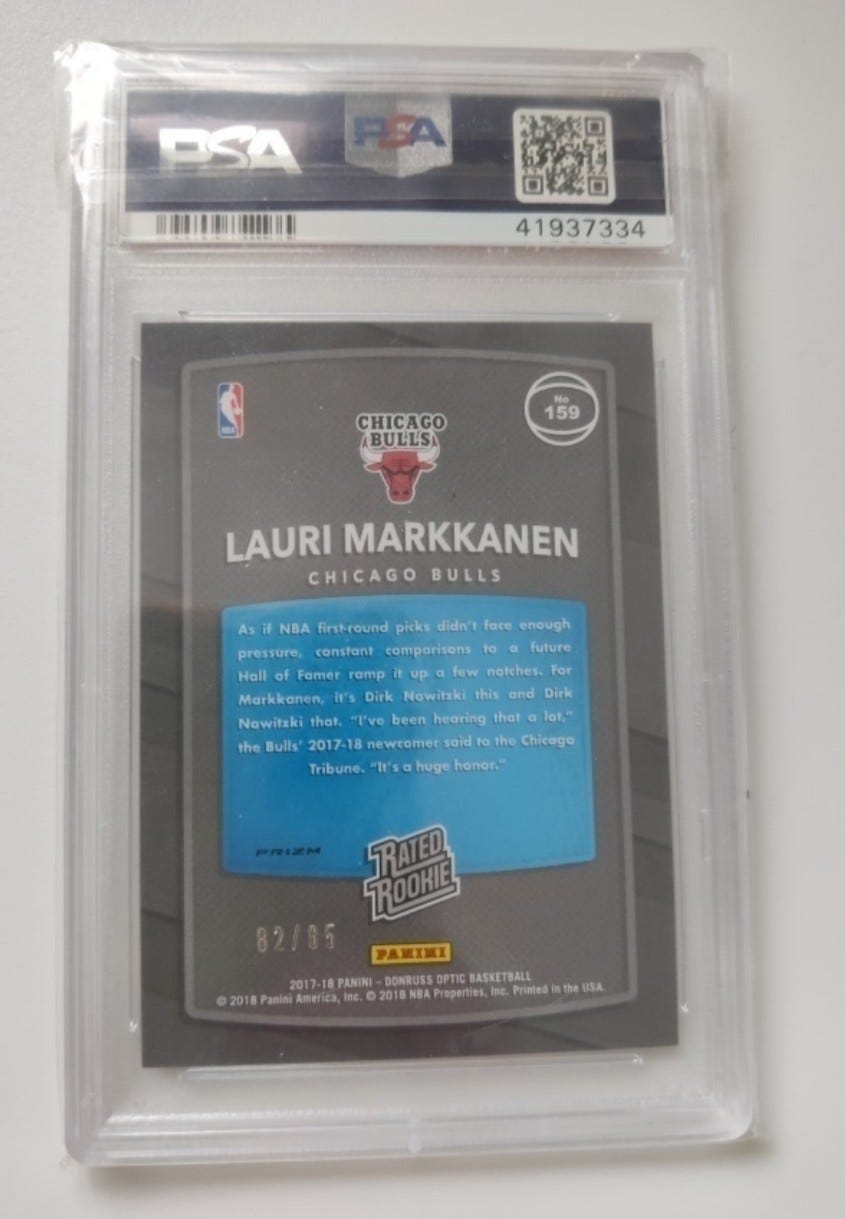 PSA
PSA
41937334
NBA
No
159
CHICAGO
BULLS
LAURI MARKKANEN
CHICAGO BULLS
As if NBA first-round picks didn't face enough
pressure, constant comparisons to a future
Hall of Famer ramp it up a few notches. For
Markkanen, it's Dirk Nowitzki this and Dirk
Nowitzki that. "I've been hearing that a lot,"
the Bulls' 2017-18 newcomer said to the Chicago
Tribune. "It's a huge honor."
PRIZM
RATED
ROOKIE
PANINI
2017-18 PANINI – DONRUSS OPTIC BASKETBALL
© 2018 Panini America, Inc. © 2018 NBA Properties, Inc. Printed in the USA.